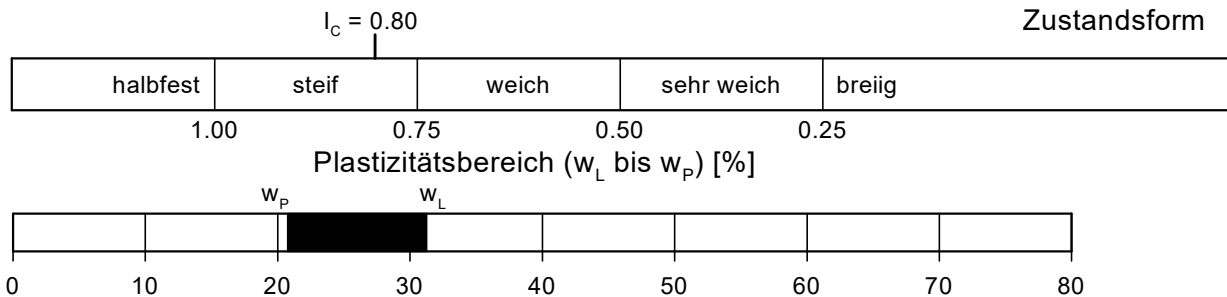 I_C = 0.80 Zustandsform
halbfest steif weich sehr weich breiig
1.00 0.75 0.50 0.25
Plastizitätsbereich (w_L bis w_P) [%]
w_P w_L
0 10 20 30 40 50 60 70 80